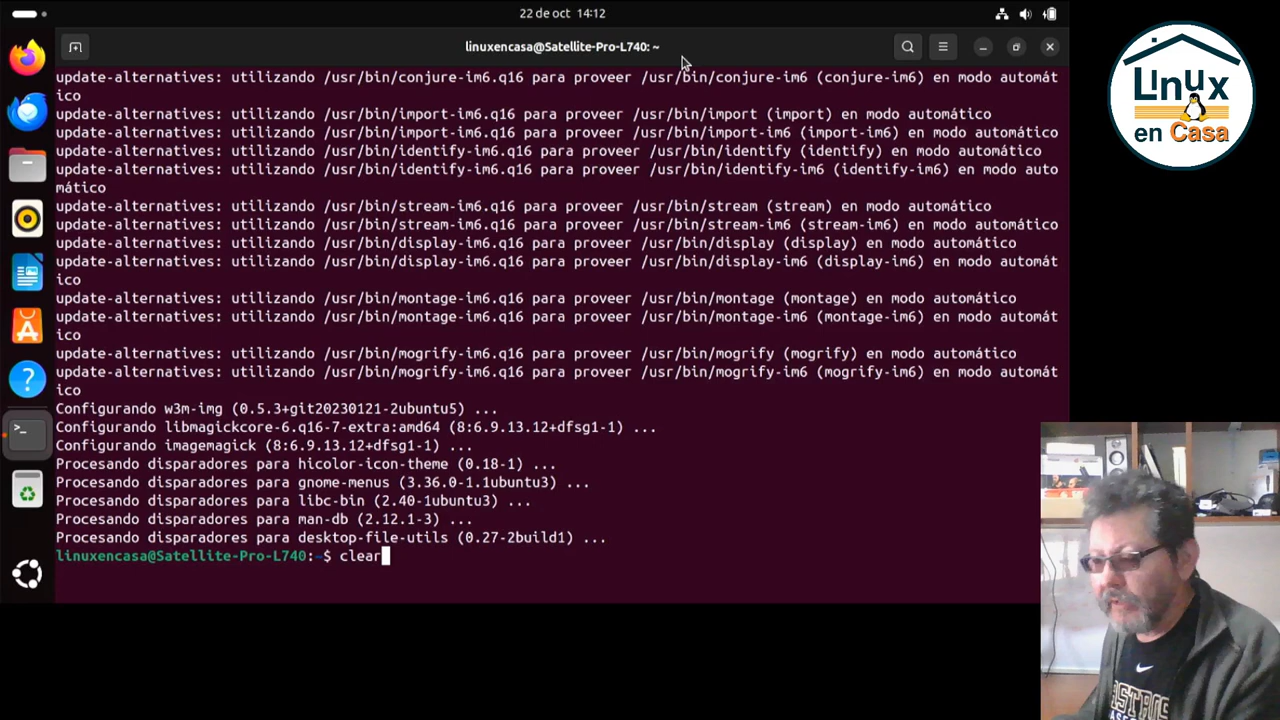 22 de oct 14:12
linuxencasa@Satellite-Pro-L740: ~
update-alternatives: utilizando /usr/bin/conjure-im6.q16 para proveer /usr/bin/conjure-im6 (conjure-im6) en modo automát
ico
update-alternatives: utilizando /usr/bin/import-im6.q16 para proveer /usr/bin/import (import) en modo automático
update-alternatives: utilizando /usr/bin/import-im6.q16 para proveer /usr/bin/import-im6 (import-im6) en modo automático
update-alternatives: utilizando /usr/bin/identify-im6.q16 para proveer /usr/bin/identify (identify) en modo automático
update-alternatives: utilizando /usr/bin/identify-im6.q16 para proveer /usr/bin/identify-im6 (identify-im6) en modo auto
mático
update-alternatives: utilizando /usr/bin/stream-im6.q16 para proveer /usr/bin/stream (stream) en modo automático
update-alternatives: utilizando /usr/bin/stream-im6.q16 para proveer /usr/bin/stream-im6 (stream-im6) en modo automático
update-alternatives: utilizando /usr/bin/display-im6.q16 para proveer /usr/bin/display (display) en modo automático
update-alternatives: utilizando /usr/bin/display-im6.q16 para proveer /usr/bin/display-im6 (display-im6) en modo automát
ico
update-alternatives: utilizando /usr/bin/montage-im6.q16 para proveer /usr/bin/montage (montage) en modo automático
update-alternatives: utilizando /usr/bin/montage-im6.q16 para proveer /usr/bin/montage-im6 (montage-im6) en modo automát
ico
update-alternatives: utilizando /usr/bin/mogrify-im6.q16 para proveer /usr/bin/mogrify (mogrify) en modo automático
update-alternatives: utilizando /usr/bin/mogrify-im6.q16 para proveer /usr/bin/mogrify-im6 (mogrify-im6) en modo automát
ico
Configurando w3m-img (0.5.3+git20230121-2ubuntu5) ...
Configurando libmagickcore-6.q16-7-extra:amd64 (8:6.9.13.12+dfsg1-1) ...
Configurando imagemagick (8:6.9.13.12+dfsg1-1) ...
Procesando disparadores para hicolor-icon-theme (0.18-1) ...
Procesando disparadores para gnome-menus (3.36.0-1.1ubuntu3) ...
Procesando disparadores para libc-bin (2.40-1ubuntu3) ...
Procesando disparadores para man-db (2.12.1-3) ...
Procesando disparadores para desktop-file-utils (0.27-2build1) ...
linuxencasa@Satellite-Pro-L740:~$ clear
Linux
en Casa